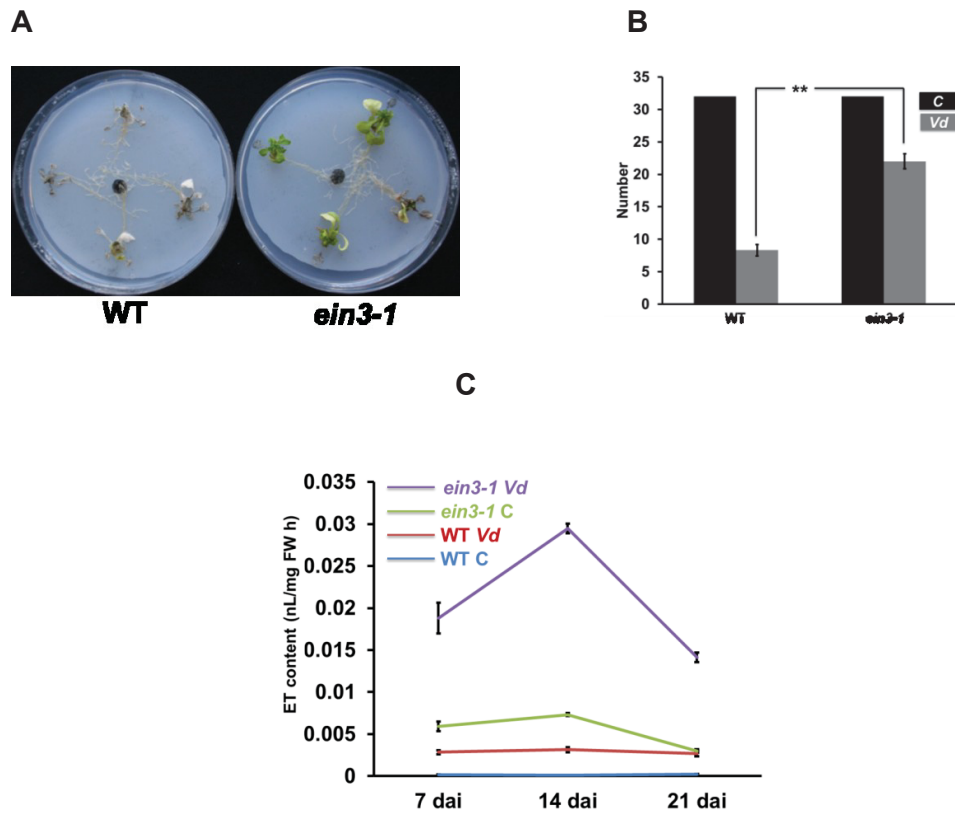 A
B
WT
ein3-1
35
30
25
20
15
10
5
0
Number
**
C
Vd
WT
ein3-1
C
0.035
0.03
0.025
0.02
0.015
0.01
0.005
0
ET content (nL/mg FW h)
ein3-1 Vd
ein3-1 C
WT Vd
WT C
7 dai
14 dai
21 dai